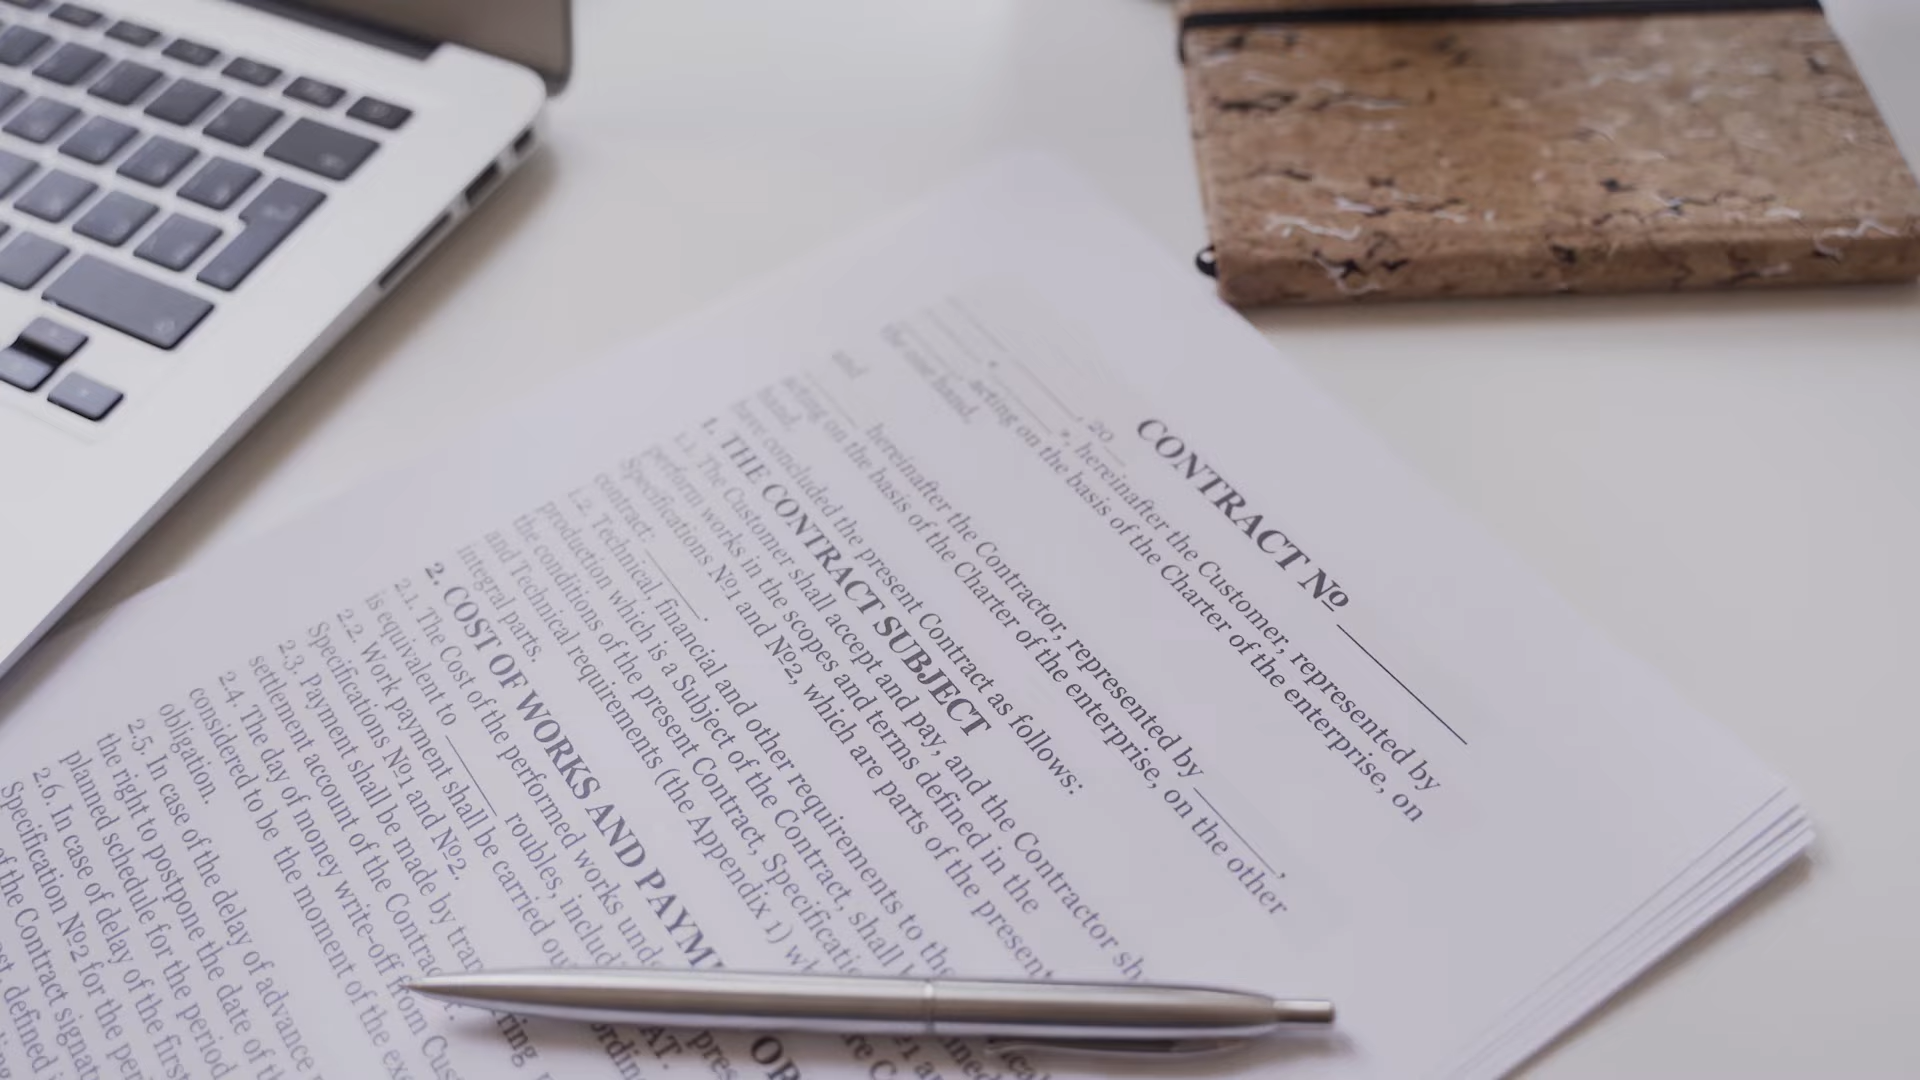 CONTRACT №
20
hereinafter the Customer, represented by
acting on the basis of the Charter of the enterprise, on
the one hand,
and
hereinafter the Contractor, represented by
acting on the basis of the Charter of the enterprise, on the other
hand,
have concluded the present Contract as follows:
1. THE CONTRACT SUBJECT
1.1. The Customer shall accept and pay, and the Contractor sh
perform works in the scopes and terms defined in the
Specifications №1 and №2, which are parts of the present
contract:
1.2. Technical, financial and other requirements to the
production which is a Subject of the Contract, shall
the conditions of the present Contract, Specificatio
and Technical requirements (the Appendix 1) wh
integral parts.
2. COST OF WORKS AND PAYM
2.1. The Cost of the performed works unde
is equivalent to roubles, includi
2.2. Work payment shall be carried ou
Specifications №1 and №2.
2.3. Payment shall be made by tran
settlement account of the Contrac
2.4. The day of money write-off from Cust
considered to be the moment of the exe
obligation.
2.5. In case of the delay of advance
the right to postpone the date of
planned schedule for the period
2.6. In case of delay of the first
Specification №2 for the peri
of the Contract signat
defined